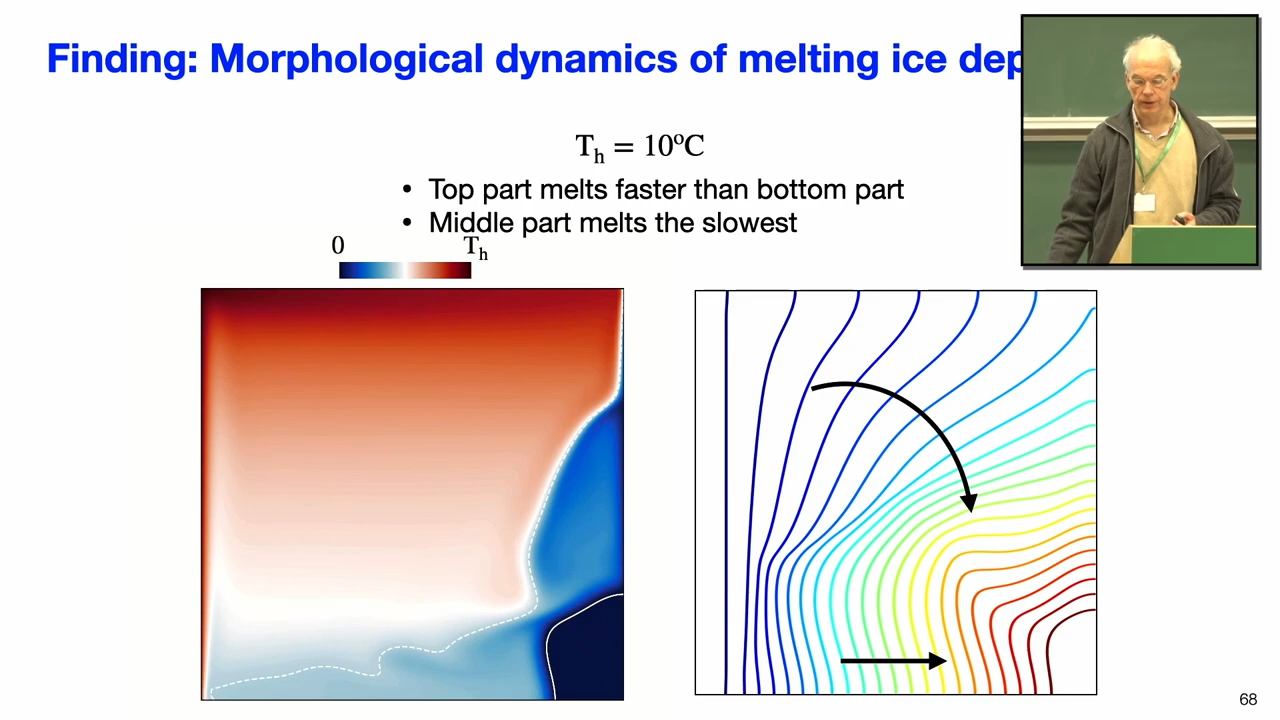 Finding: Morphological dynamics of melting ice dep
Th = 10ºC
• Top part melts faster than bottom part
• Middle part melts the slowest
0 Th
68